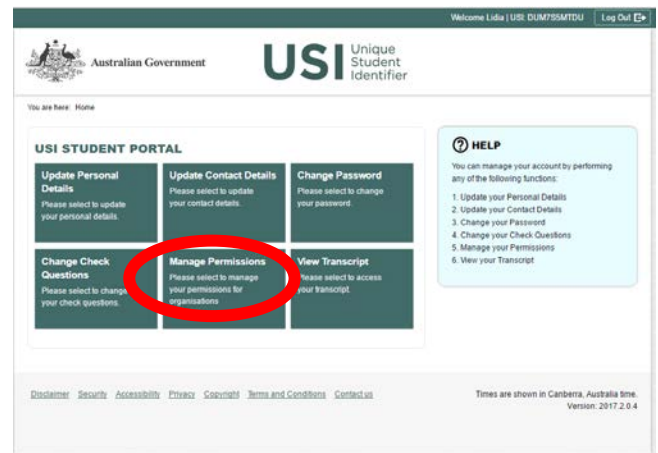 Welcome Lidia | USI: DUM7S5MTDU Log Out
Australian Government
USI Unique
Student
Identifier
You are here: Home
USI STUDENT PORTAL
Update Personal
Details
Please select to update
your personal details.
Update Contact Details
Please select to update
your contact details.
Change Password
Please select to change
your password.
Change Check
Questions
Please select to change
your check questions.
Manage Permissions
Please select to manage
your permissions for
organisations
View Transcript
Please select to access
your transcript.
HELP
You can manage your account by performing
any of the following functions:
1. Update your Personal Details
2. Update your Contact Details
3. Change your Password
4. Change your Check Questions
5. Manage your Permissions
6. View your Transcript
Disclaimer Security Accessibility Privacy Copyright Terms and Conditions Contact us
Times are shown in Canberra, Australia time.
Version: 2017.2.0.4